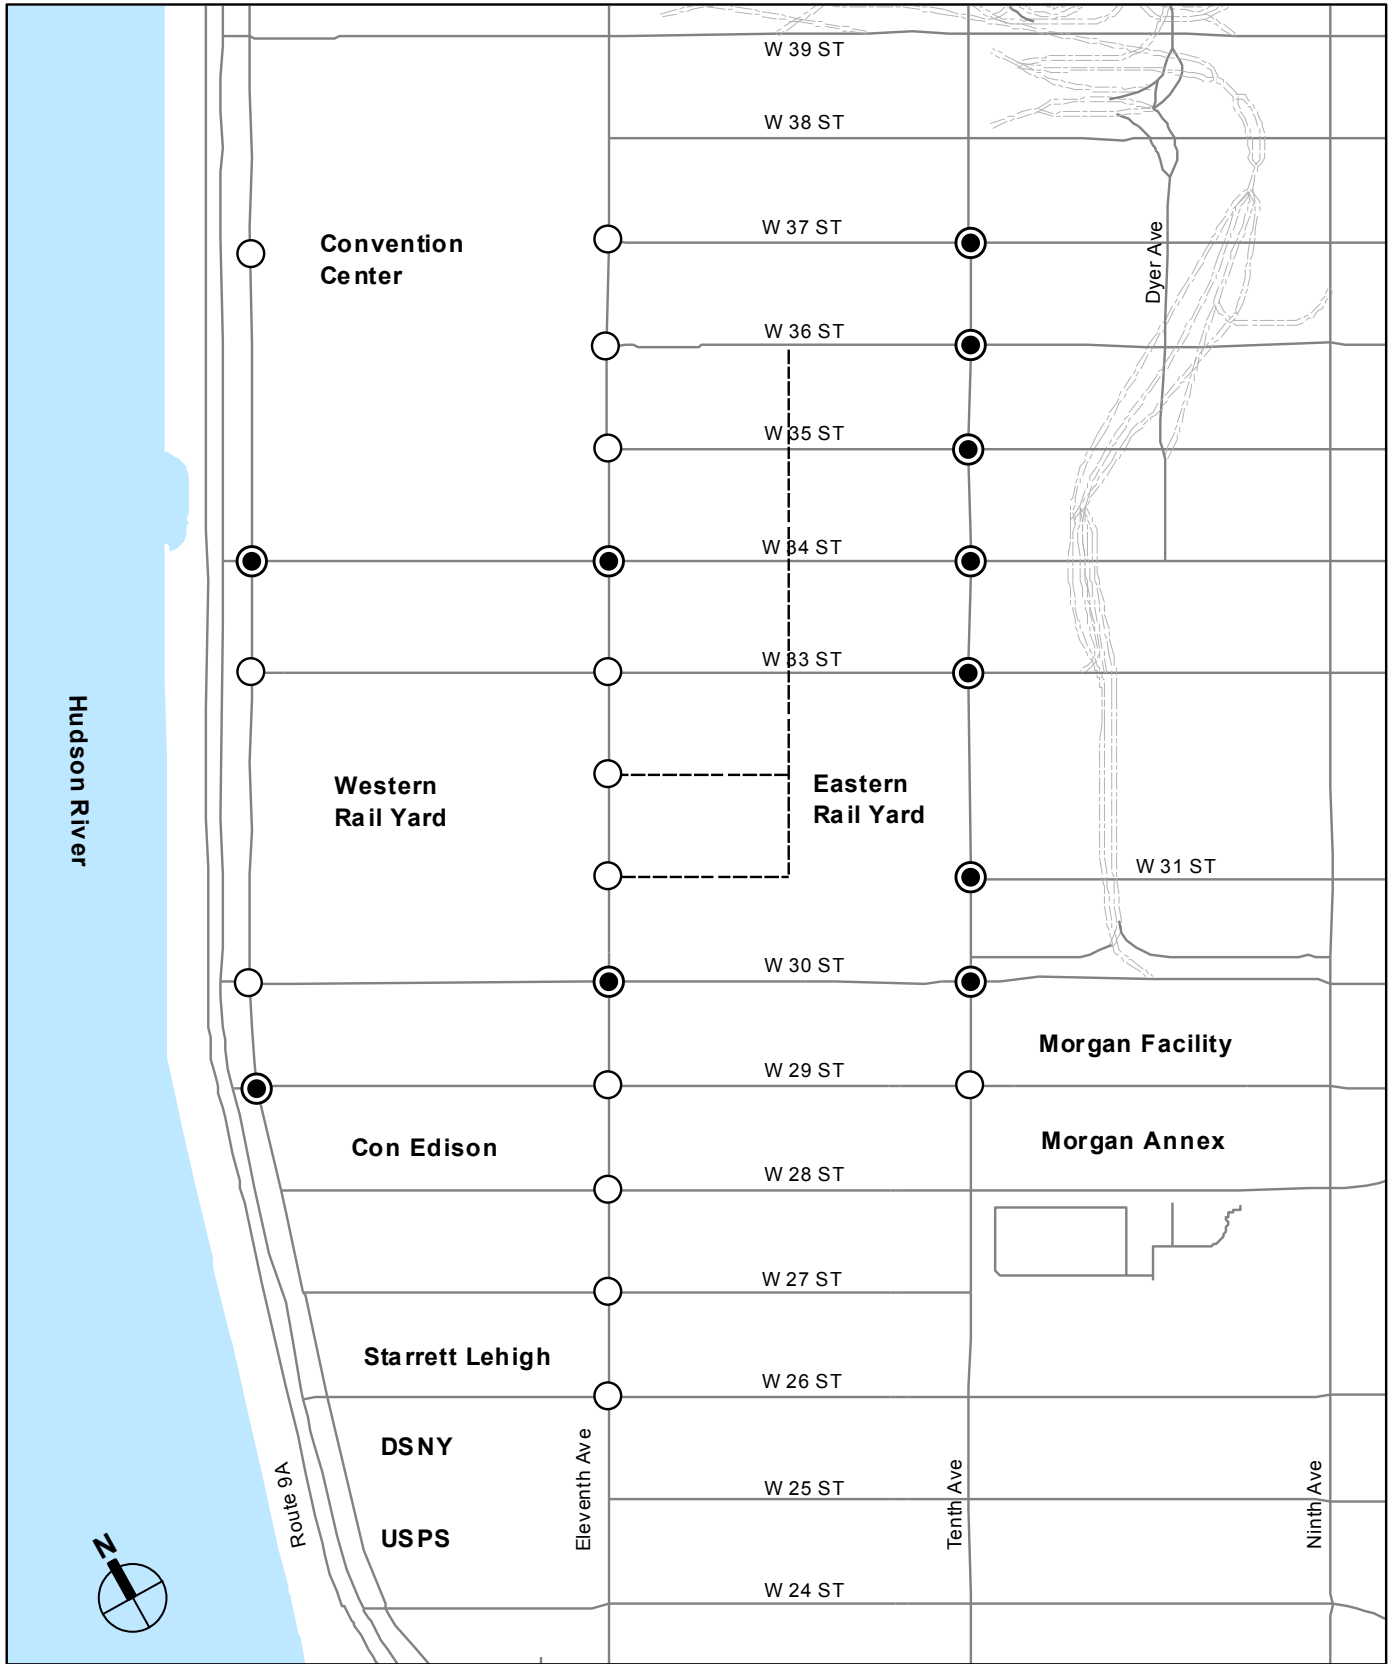 W 39 ST
W 38 ST
W 37 ST
Convention
Center
Dyer Ave
W 36 ST
W 35 ST
W 34 ST
W 33 ST
Hudson River
Western
Rail Yard
Eastern
Rail Yard
W 31 ST
W 30 ST
Morgan Facility
W 29 ST
Con Edison
Morgan Annex
W 28 ST
W 27 ST
Starrett Lehigh
W 26 ST
DSNY
Route 9A
Eleventh Ave
Tenth Ave
Ninth Ave
W 25 ST
USPS
N
W 24 ST